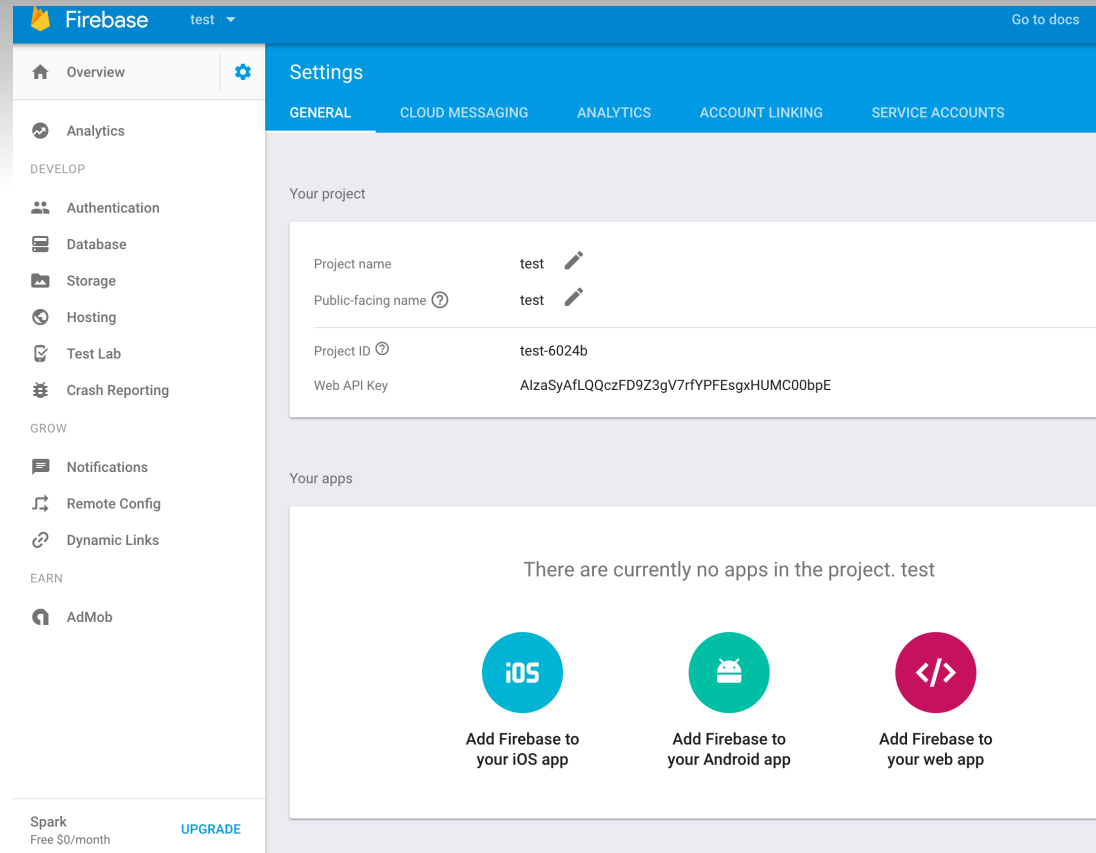 Firebase
test
Go to docs
Overview
Settings
GENERAL CLOUD MESSAGING ANALYTICS ACCOUNT LINKING SERVICE ACCOUNTS
Analytics
DEVELOP
Authentication
Database
Storage
Hosting
Test Lab
Crash Reporting
GROW
Notifications
Remote Config
Dynamic Links
EARN
AdMob
Spark
Free $0/month
UPGRADE
Your project
Project name test
Public-facing name ? test
Project ID ? test-6024b
Web API Key AIzaSyAfLQQczFD9Z3gV7rfYPFEsgxHUMC00bpE
Your apps
There are currently no apps in the project. test
iOS
Add Firebase to
your iOS app
Add Firebase to
your Android app
</>
Add Firebase to
your web app